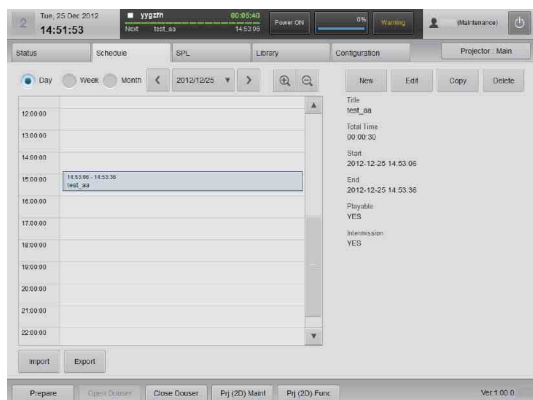 2
Tue, 25 Dec 2012
14:51:53
yygzfh 00:05:40
Next test_aa 14:53:06
Power ON
0%
Warning
(Maintenance)
Status Schedule SPL Library Configuration Projector : Main
Day Week Month < 2012/12/25 ▼ >
New Edit Copy Delete
12:00:00
13:00:00
14:00:00
15:00:00
16:00:00
17:00:00
18:00:00
19:00:00
20:00:00
21:00:00
22:00:00
14:53:06 - 14:53:36
test_aa
Title
test_aa
Total Time
00:00:30
Start
2012-12-25 14:53:06
End
2012-12-25 14:53:36
Playable
YES
Intermission
YES
Import Export
Prepare Open Douser Close Douser Prj (2D) Maint Prj (2D) Func Ver.1.00.0